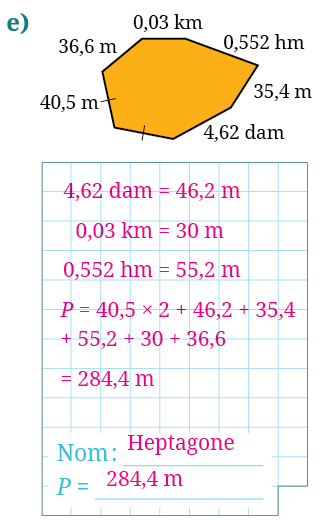 e)
0,03 km
36,6 m
0,552 hm
35,4 m
40,5 m
4,62 dam
4,62 dam = 46,2 m
0,03 km = 30 m
0,552 hm = 55,2 m
P = 40,5 × 2 + 46,2 + 35,4
+ 55,2 + 30 + 36,6
= 284,4 m
Nom : Heptagone
P = 284,4 m